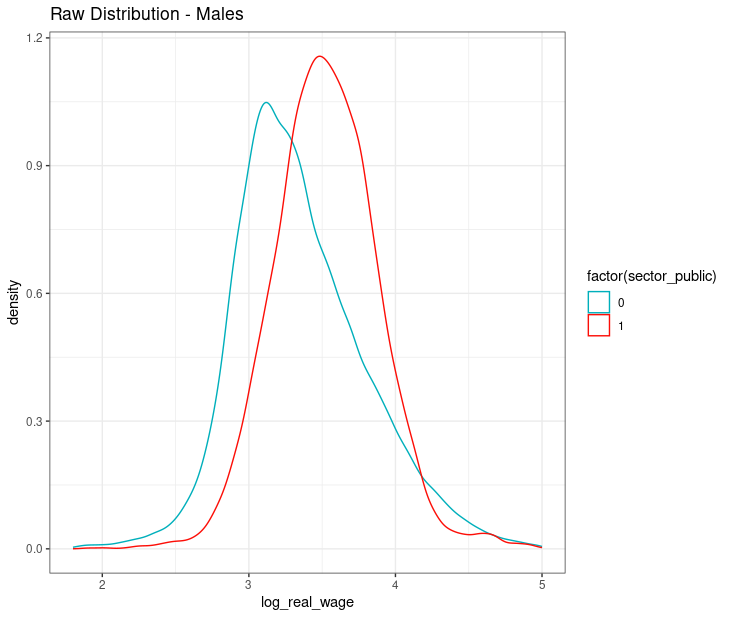 Raw Distribution - Males
1.2
0.9
0.6
0.3
0.0
density
2
3
4
5
log_real_wage
factor(sector_public)
0
1